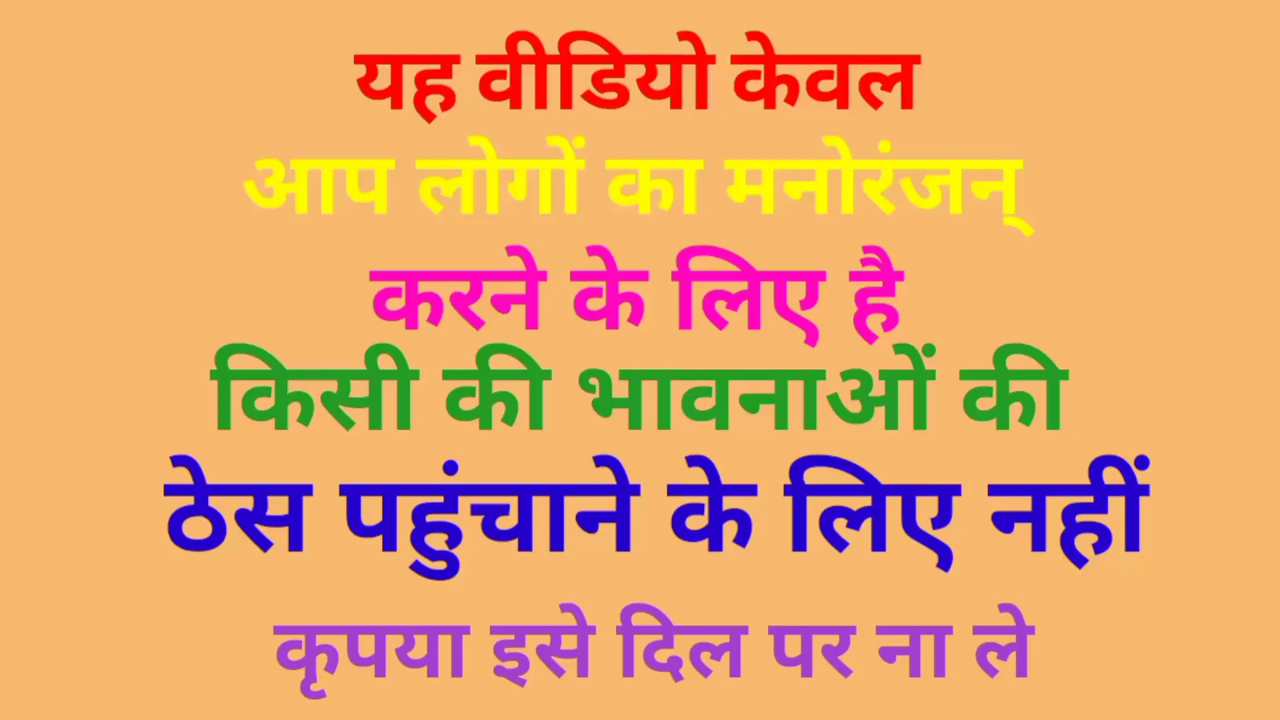 यह वीडियो केवल
आप लोगों का मनोरंजन्
करने के लिए है
किसी की भावनाओं की
ठेस पहुंचाने के लिए नहीं
कृपया इसे दिल पर ना ले